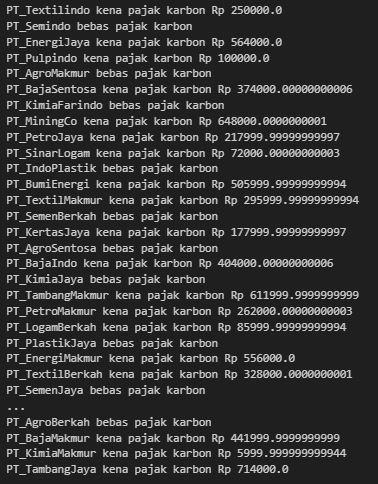 PT_Textilindo kena pajak karbon Rp 250000.0
PT_Semindo bebas pajak karbon
PT_EnergiJaya kena pajak karbon Rp 564000.0
PT_Pulpindo kena pajak karbon Rp 100000.0
PT_AgroMakmur bebas pajak karbon
PT_BajaSentosa kena pajak karbon Rp 374000.00000000006
PT_KimiaFarindo bebas pajak karbon
PT_MiningCo kena pajak karbon Rp 648000.0000000001
PT_PetroJaya kena pajak karbon Rp 217999.99999999997
PT_SinarLogam kena pajak karbon Rp 72000.00000000003
PT_IndoPlastik bebas pajak karbon
PT_BumiEnergi kena pajak karbon Rp 505999.99999999994
PT_TextilMakmur kena pajak karbon Rp 295999.99999999994
PT_SemenBerkah bebas pajak karbon
PT_KertasJaya kena pajak karbon Rp 177999.99999999997
PT_AgroSentosa bebas pajak karbon
PT_BajaIndo kena pajak karbon Rp 404000.00000000006
PT_KimiaJaya bebas pajak karbon
PT_TambangMakmur kena pajak karbon Rp 611999.9999999999
PT_PetroMakmur kena pajak karbon Rp 262000.00000000003
PT_LogamBerkah kena pajak karbon Rp 85999.99999999994
PT_PlastikJaya bebas pajak karbon
PT_EnergiMakmur kena pajak karbon Rp 556000.0
PT_TextilBerkah kena pajak karbon Rp 328000.0000000001
PT_SemenJaya bebas pajak karbon
...
PT_AgroBerkah bebas pajak karbon
PT_BajaMakmur kena pajak karbon Rp 441999.9999999999
PT_KimiaMakmur kena pajak karbon Rp 5999.9999999999944
PT_TambangJaya kena pajak karbon Rp 714000.0